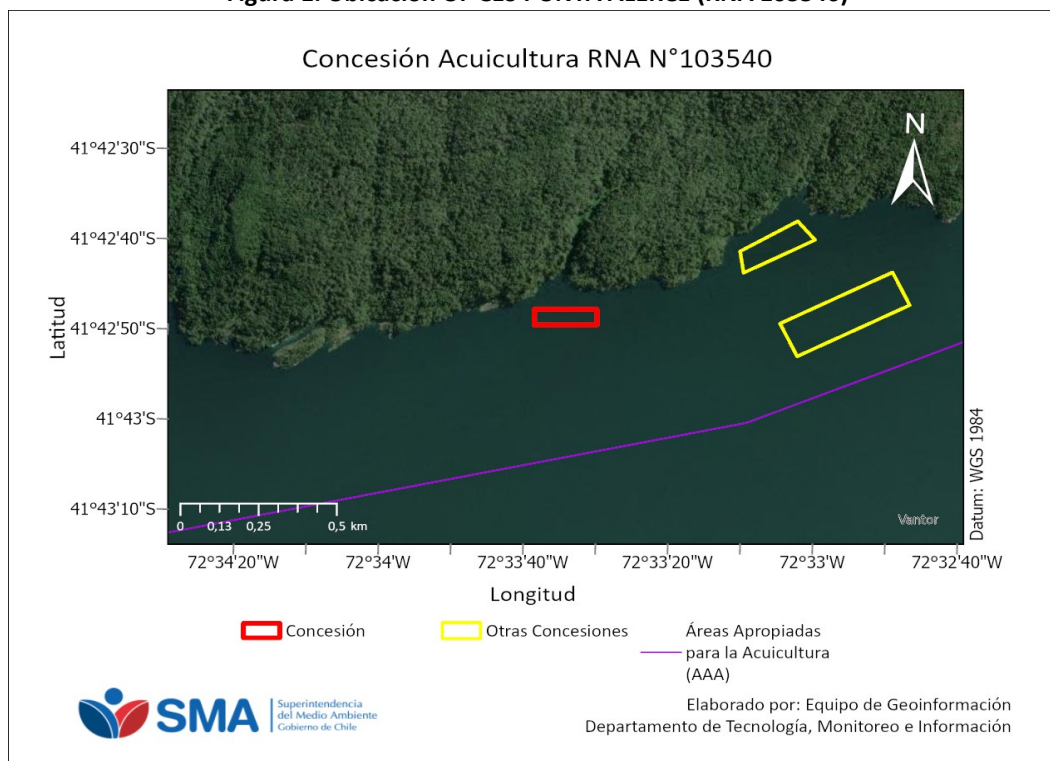 Concesión Acuicultura RNA N°103540
N
41°42'30"S
41°42'40"S
41°42'50"S
41°43'S
41°43'10"S
Latitud
Datum: WGS 1984
0 0,13 0,25 0,5 km
Vantor
72°34'20"W 72°34'W 72°33'40"W 72°33'20"W 72°33'W 72°32'40"W
Longitud
Concesión
Otras Concesiones
Áreas Apropiadas
para la Acuicultura
(AAA)
SMA
Superintendencia
del Medio Ambiente
Gobierno de Chile
Elaborado por: Equipo de Geoinformación
Departamento de Tecnología, Monitoreo e Información